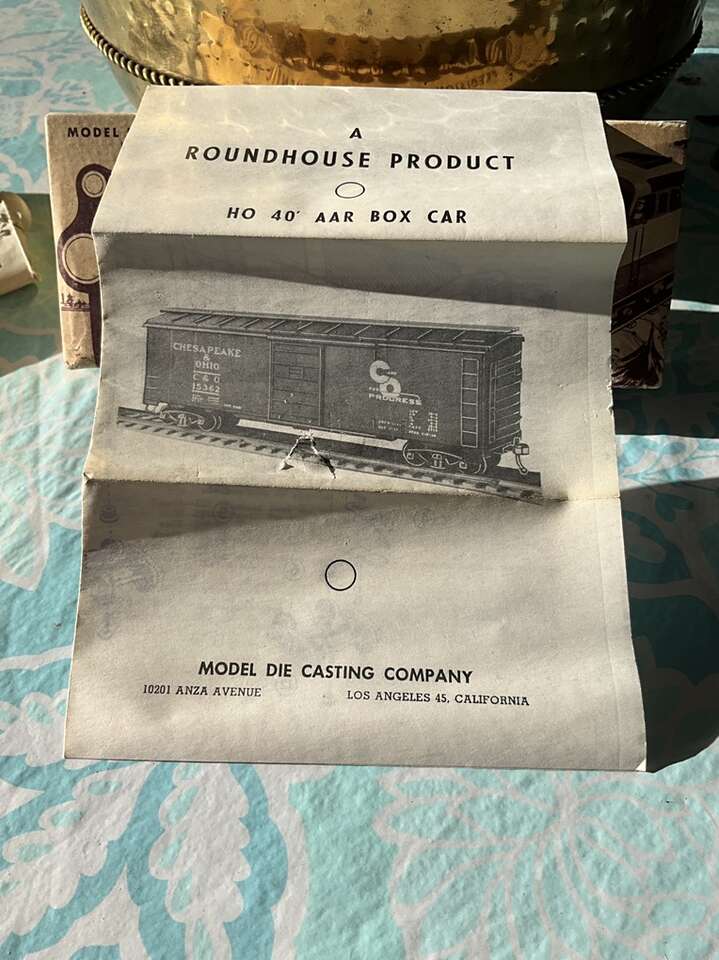 MODEL
A
ROUNDHOUSE PRODUCT
HO 40' AAR BOX CAR
CHESAPEAKE
&
OHIO
C & O
15362
C
O
PROGRESS
MODEL DIE CASTING COMPANY
10201 ANZA AVENUE LOS ANGELES 45, CALIFORNIA